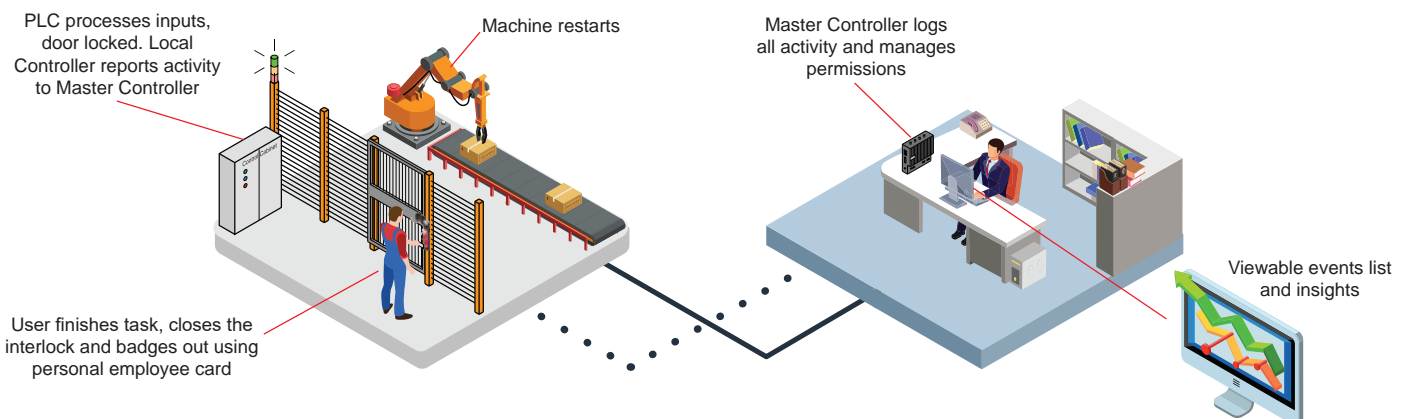 PLC processes inputs,
door locked. Local
Controller reports activity
to Master Controller
Machine restarts
Master Controller logs
all activity and manages
permissions
Control Cabinet
Viewable events list
and insights
User finishes task, closes the
interlock and badges out using
personal employee card